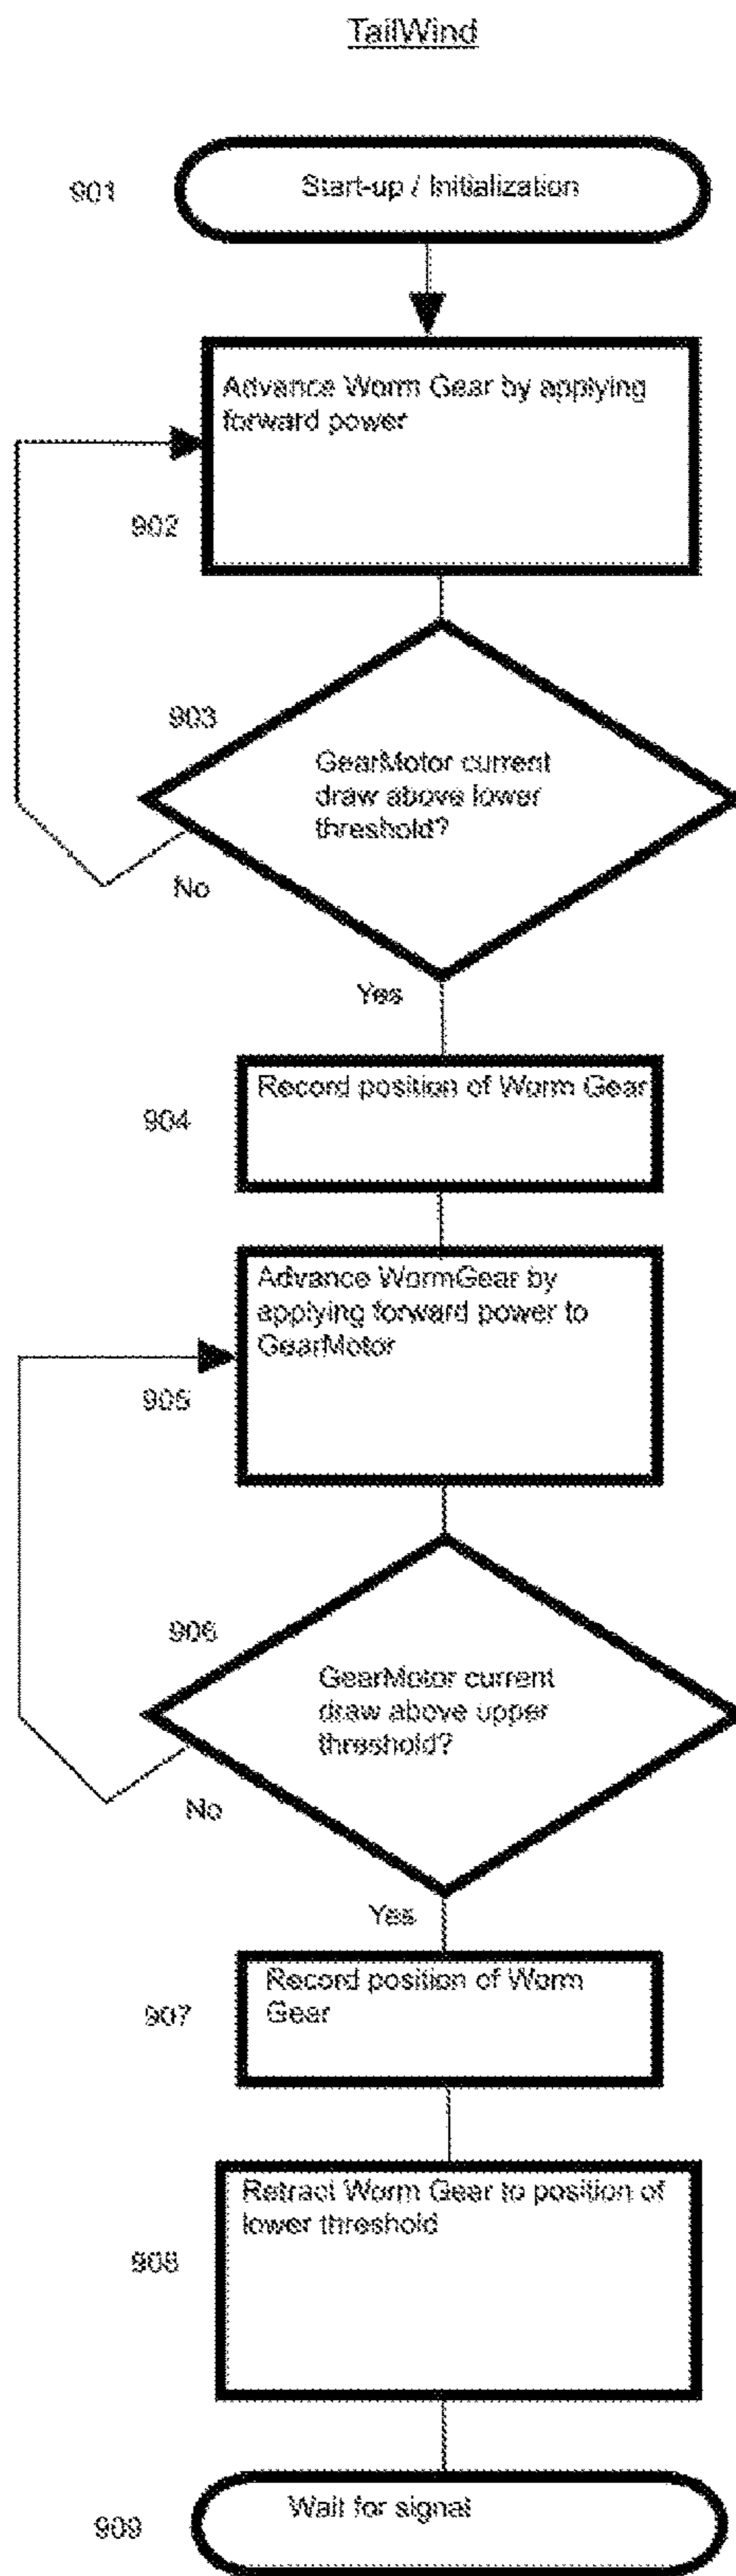 TailWind
901
Start-up / Initialization
Advance Worm Gear by applying
forward power
902
903
GearMotor current
draw above lower
threshold?
No
Yes
904
Record position of Worm Gear
Advance WormGear by
applying forward power to
GearMotor
905
906
GearMotor current
draw above upper
threshold?
No
Yes
Record position of Worm
Gear
907
Retract Worm Gear to position of
lower threshold
908
Wait for signal
909